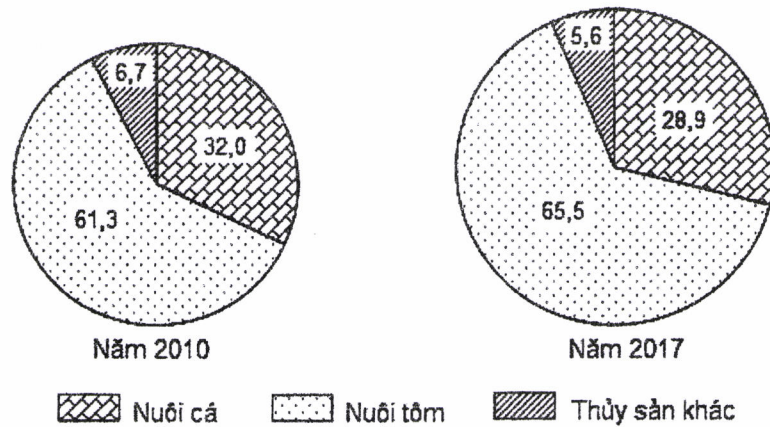 6,7
32,0
61,3
Năm 2010
5,6
28,9
65,5
Năm 2017
Nuôi cá
Nuôi tôm
Thủy sản khác